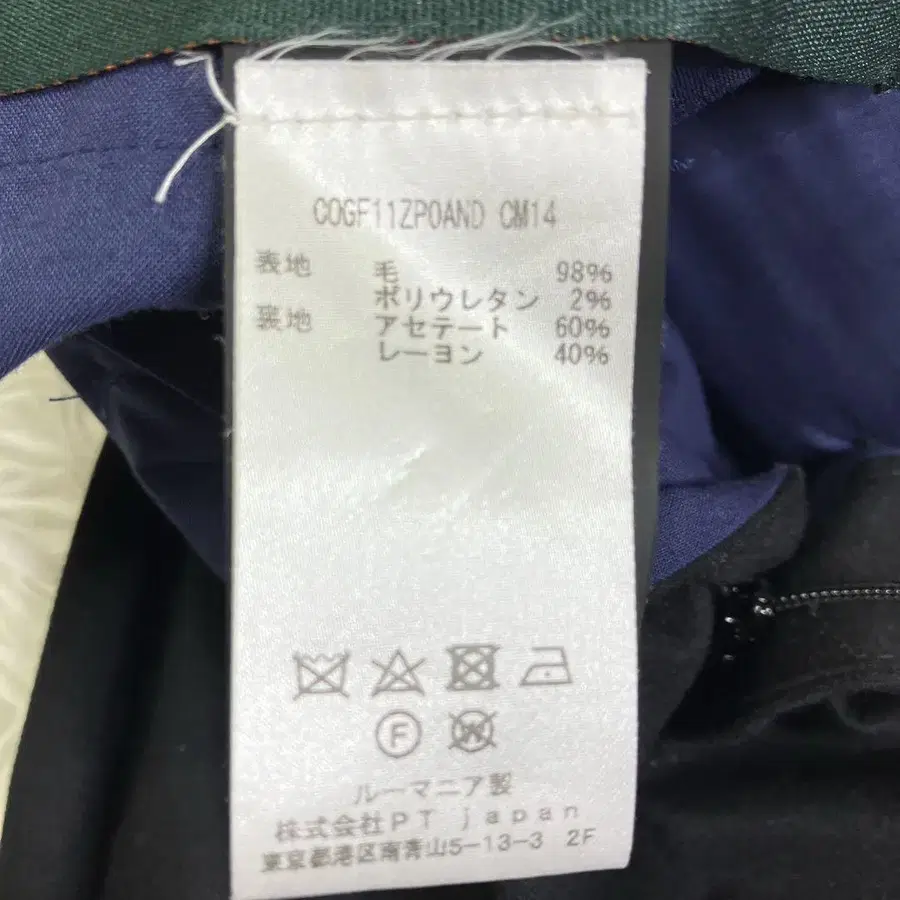 COGF11ZP0AND CM14
表地 毛 98%
ポリウレタン 2%
裏地 アセテート 60%
レーヨン 40%
F
W
ルーマニア製
株式会社PT japan
東京都港区南青山5-13-3 2F